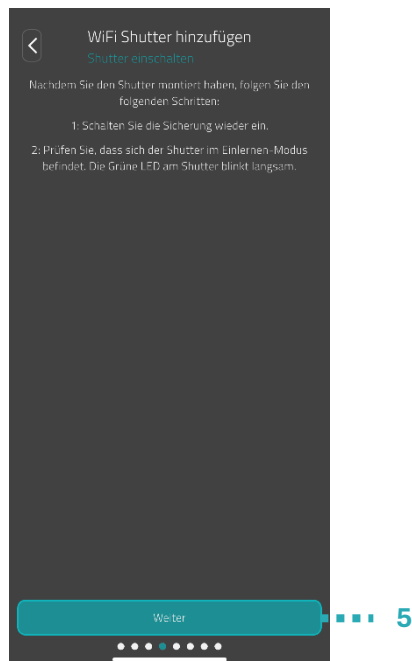 WiFi Shutter hinzufügen
Shutter einschalten
Nachdem Sie den Shutter montiert haben, folgen Sie den
folgenden Schritten:
1: Schalten Sie die Sicherung wieder ein.
2: Prüfen Sie, dass sich der Shutter im Einlernen-Modus
befindet. Die Grüne LED am Shutter blinkt langsam.
Weiter
5